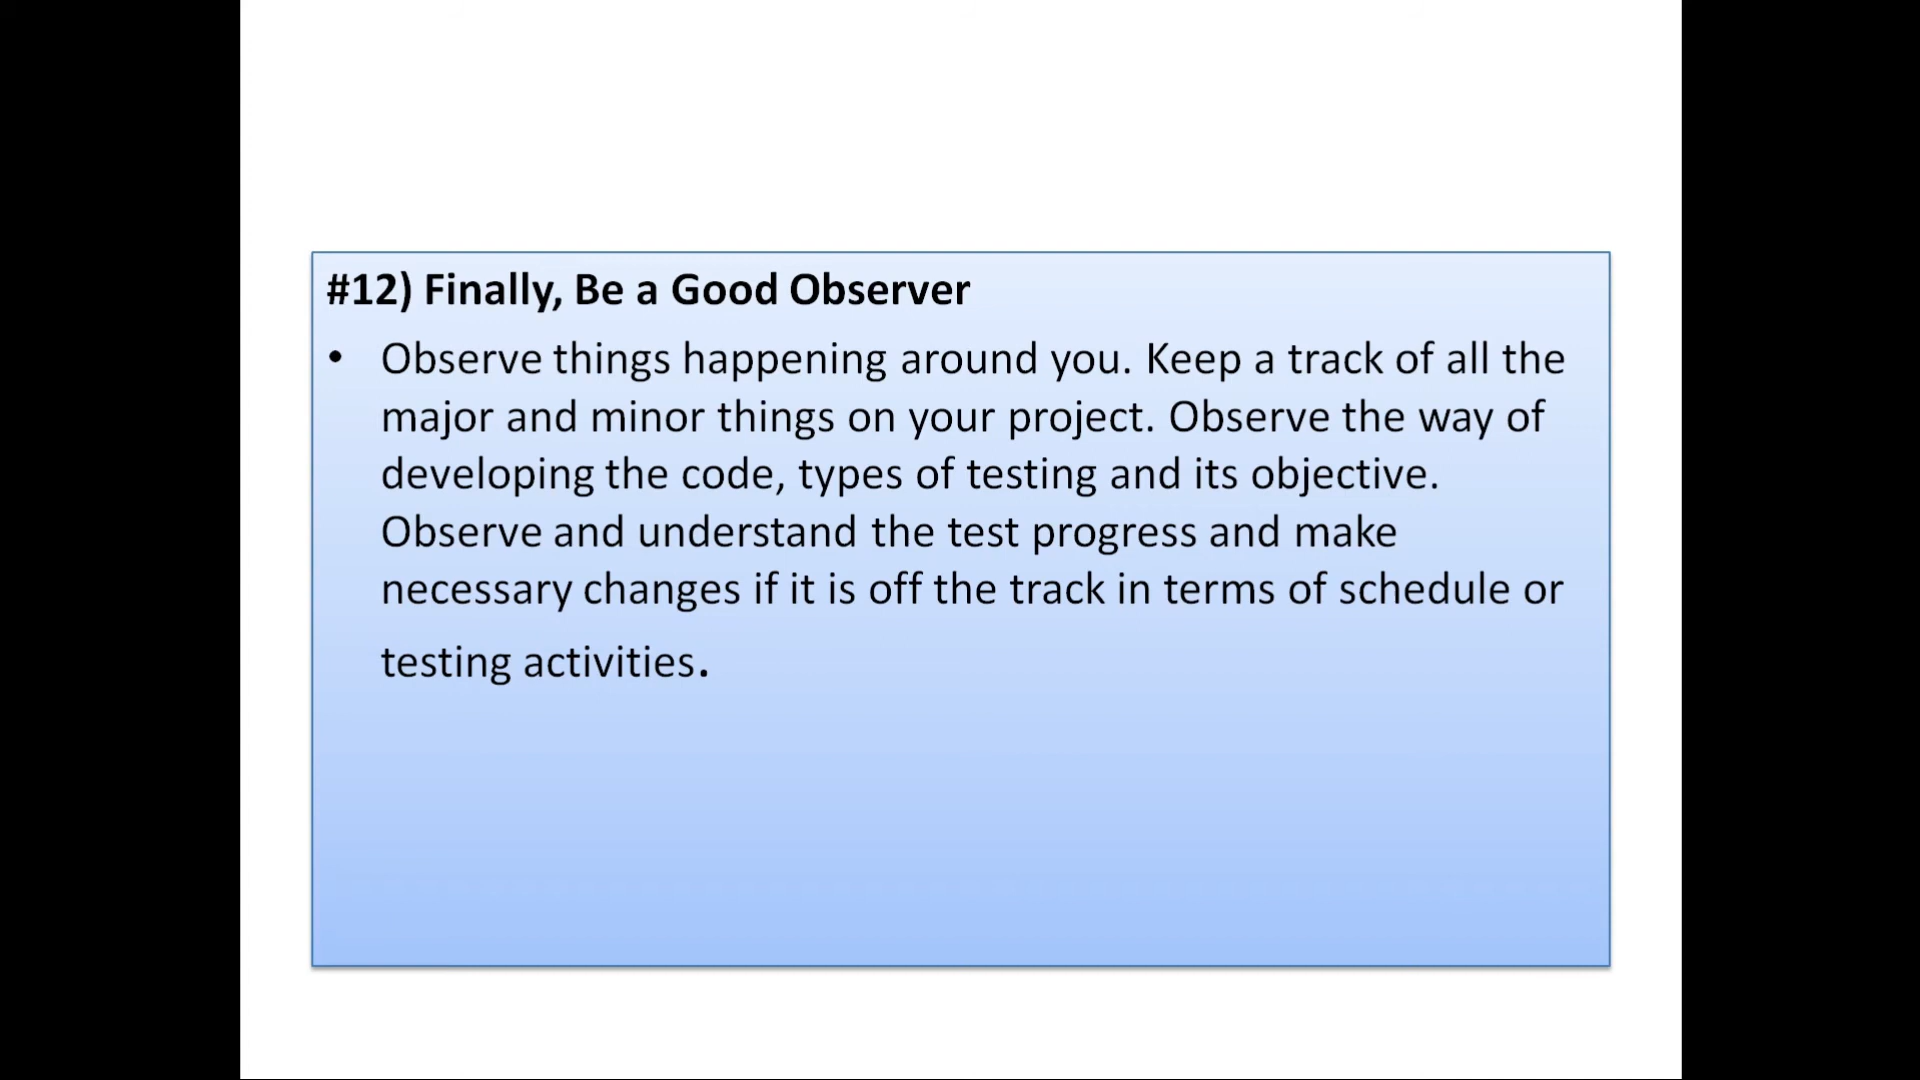 #12) Finally, Be a Good Observer
• Observe things happening around you. Keep a track of all the
major and minor things on your project. Observe the way of
developing the code, types of testing and its objective.
Observe and understand the test progress and make
necessary changes if it is off the track in terms of schedule or
testing activities.